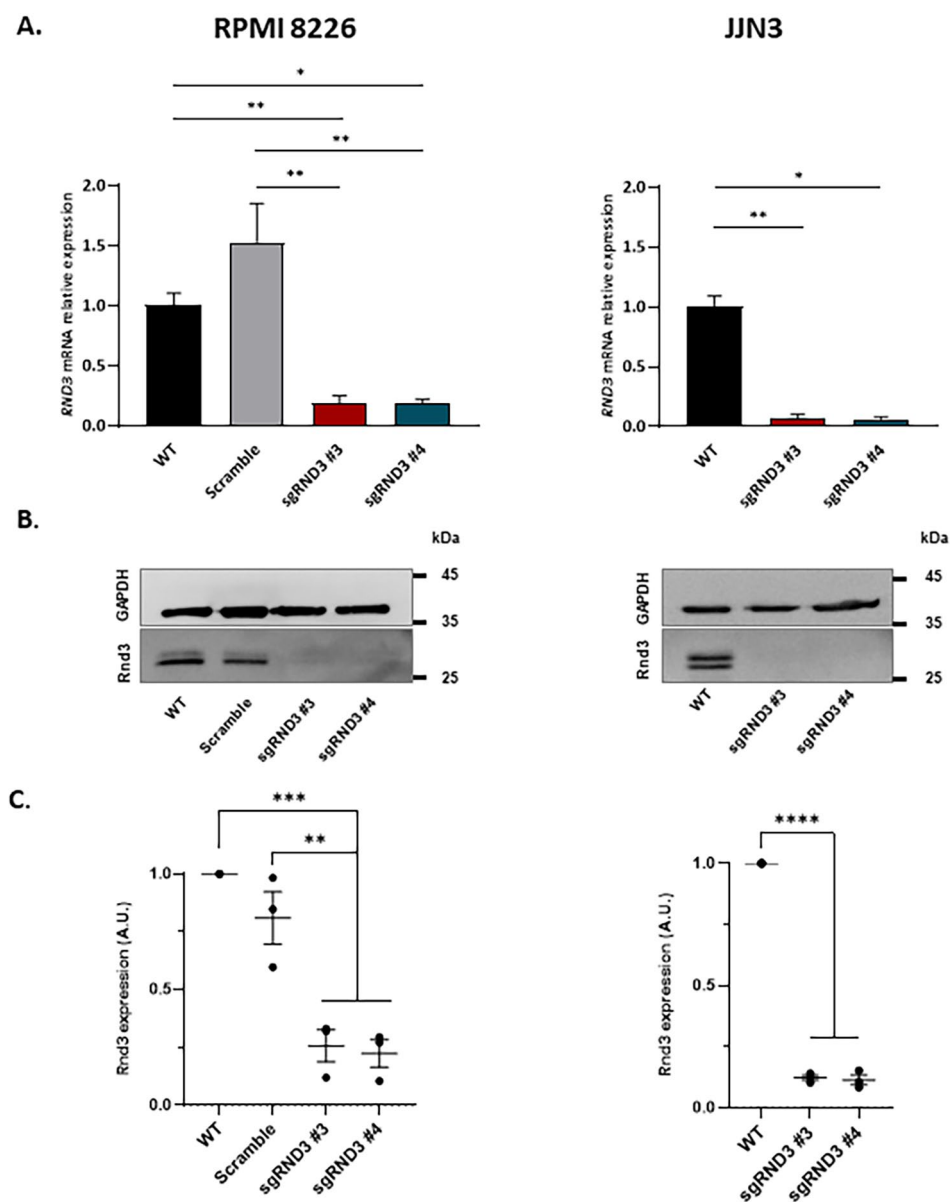 A.
RPMI 8226
JJN3
*
**
**
**
RND3 mRNA relative expression
2.0
1.5
1.0
0.5
0.0
WT
Scramble
sgRND3 #3
sgRND3 #4
*
**
RND3 mRNA relative expression
2.0
1.5
1.0
0.5
0.0
WT
sgRND3 #3
sgRND3 #4
B.
kDa
GAPDH
45
35
Rnd3
25
WT
Scramble
sgRND3 #3
sgRND3 #4
kDa
GAPDH
45
35
Rnd3
25
WT
sgRND3 #3
sgRND3 #4
C.
***
**
Rnd3 expression (A.U.)
1.0
0.5
0.0
WT
Scramble
sgRND3 #3
sgRND3 #4
****
Rnd3 expression (A.U.)
1.0
0.5
0.0
WT
sgRND3 #3
sgRND3 #4